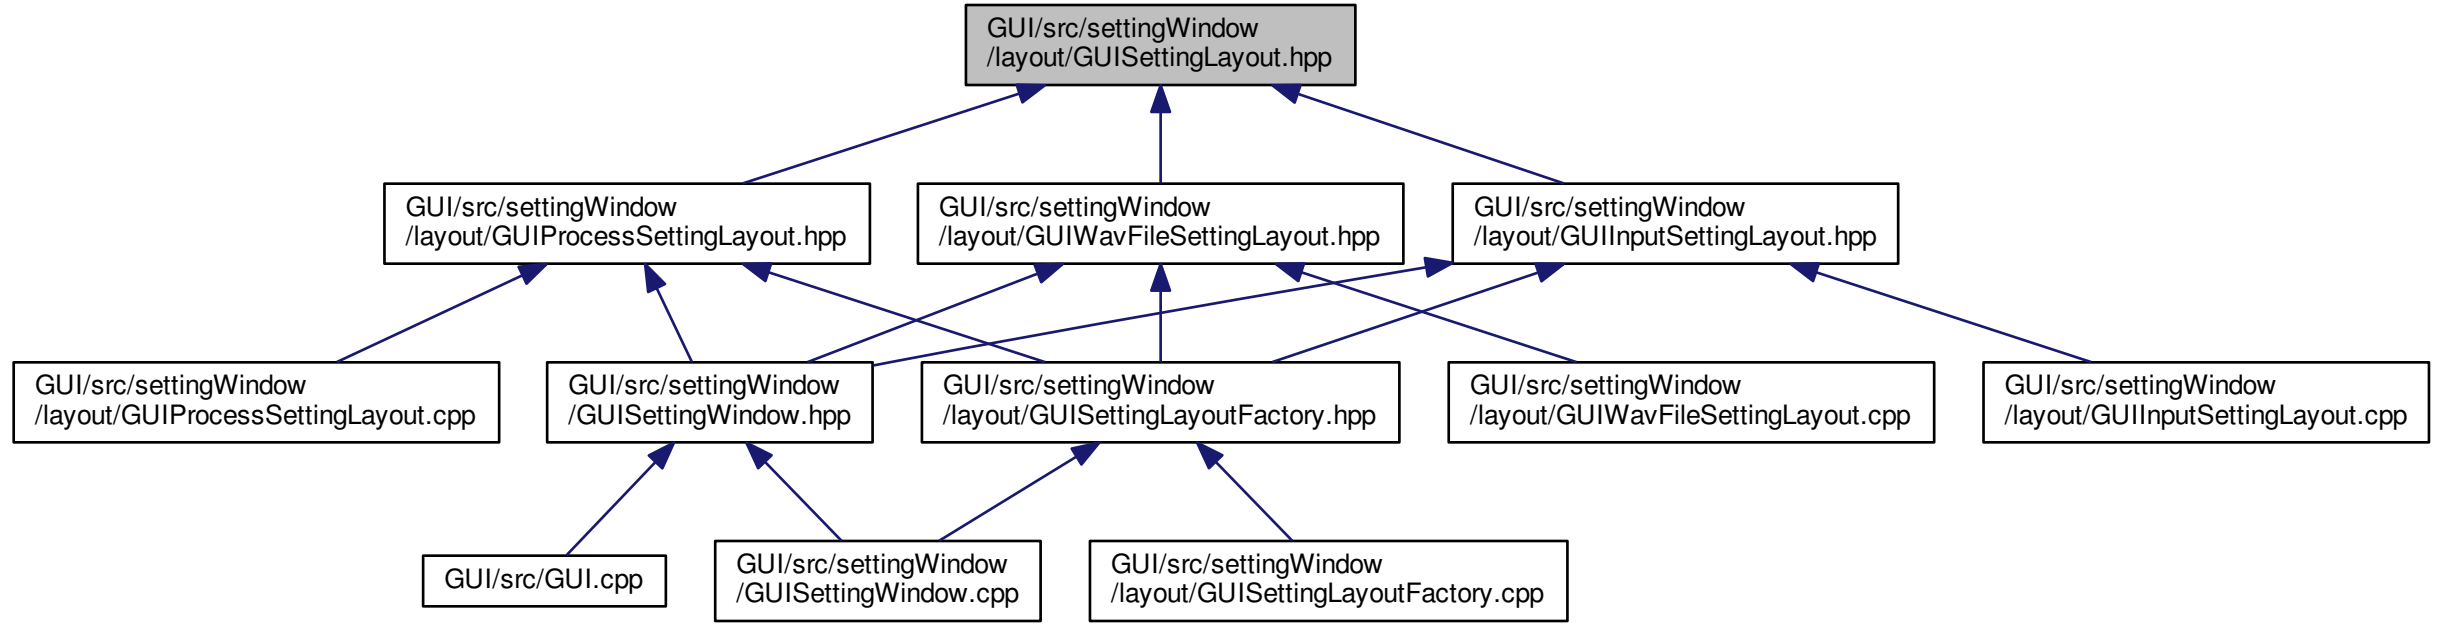 GUI/src/settingWindow
/layout/GUISettingLayout.hpp
GUI/src/settingWindow
/layout/GUIProcessSettingLayout.hpp
GUI/src/settingWindow
/layout/GUIWavFileSettingLayout.hpp
GUI/src/settingWindow
/layout/GUIInputSettingLayout.hpp
GUI/src/settingWindow
/layout/GUIProcessSettingLayout.cpp
GUI/src/settingWindow
/GUISettingWindow.hpp
GUI/src/settingWindow
/layout/GUISettingLayoutFactory.hpp
GUI/src/settingWindow
/layout/GUIWavFileSettingLayout.cpp
GUI/src/settingWindow
/layout/GUIInputSettingLayout.cpp
GUI/src/GUI.cpp
GUI/src/settingWindow
/GUISettingWindow.cpp
GUI/src/settingWindow
/layout/GUISettingLayoutFactory.cpp